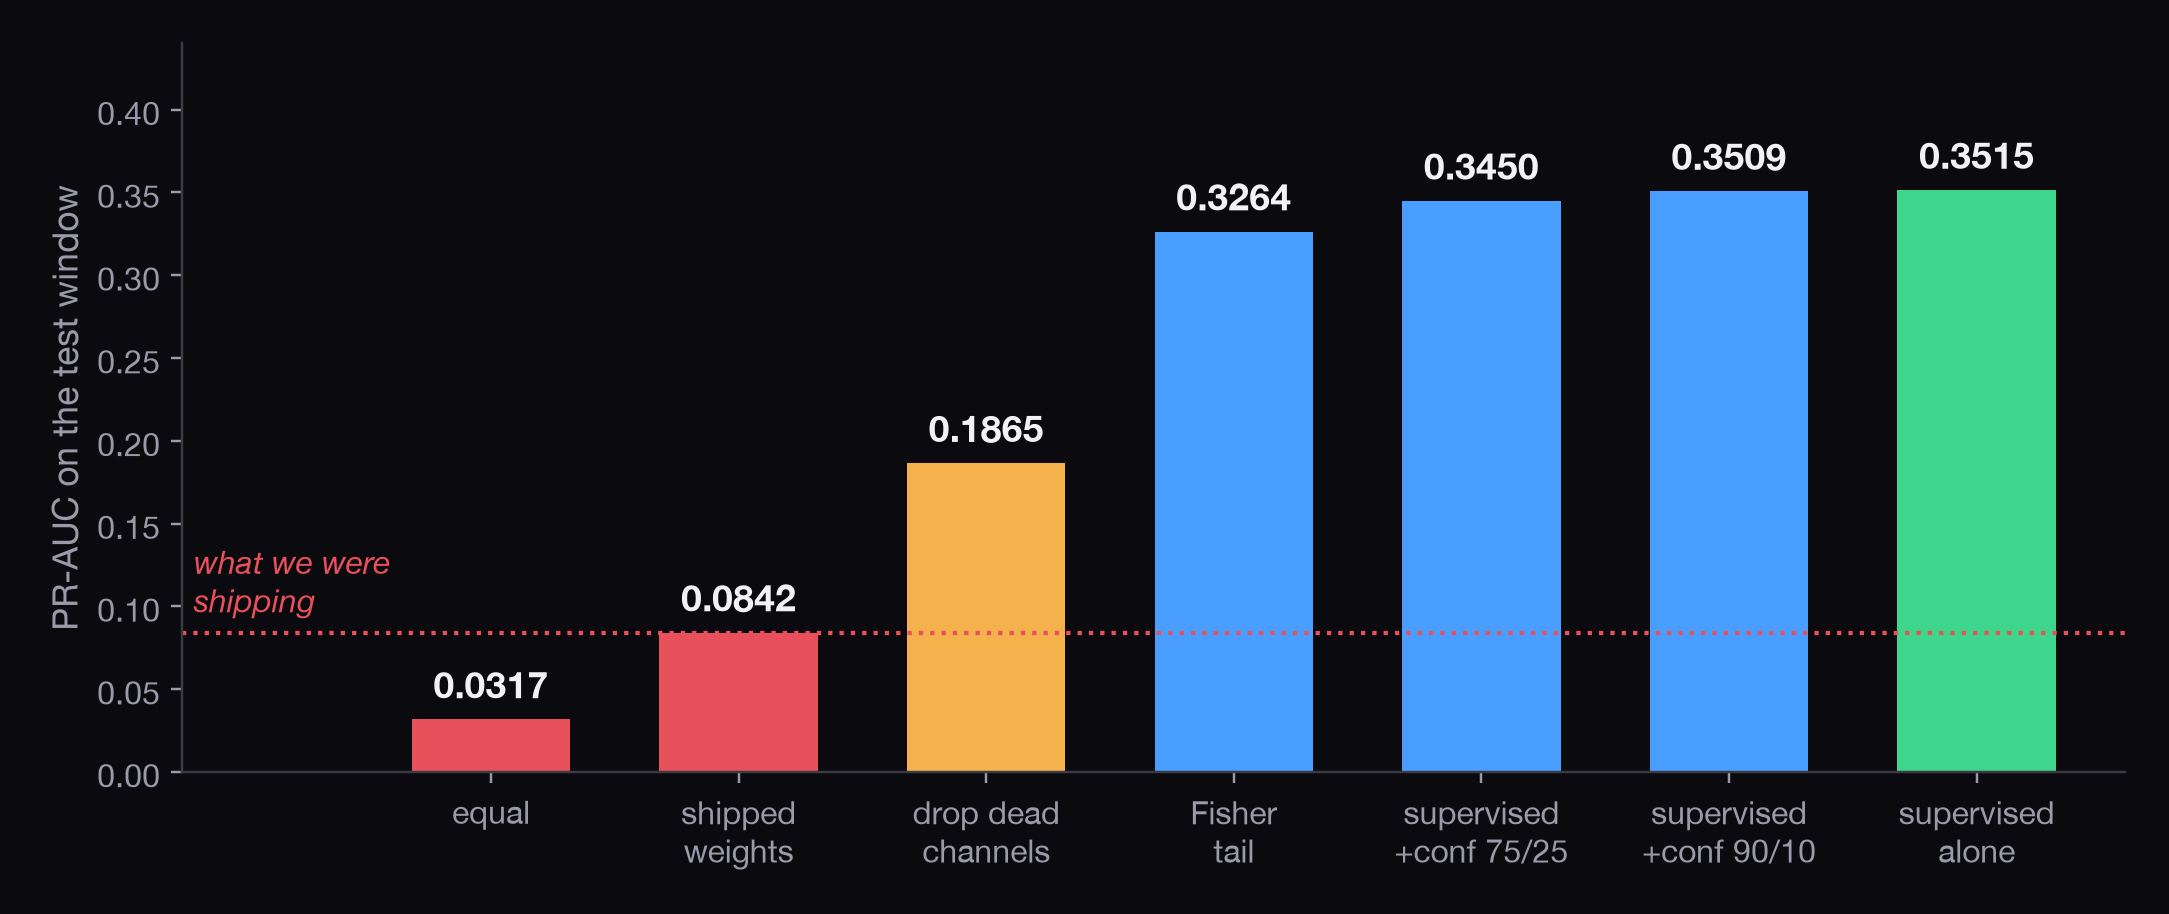 PR-AUC on the test window
0.40
0.35
0.30
0.25
0.20
0.15
0.10
0.05
0.00
what we were
shipping
0.0317
0.0842
0.1865
0.3264
0.3450
0.3509
0.3515
equal
shipped
weights
drop dead
channels
Fisher
tail
supervised
+conf 75/25
supervised
+conf 90/10
supervised
alone